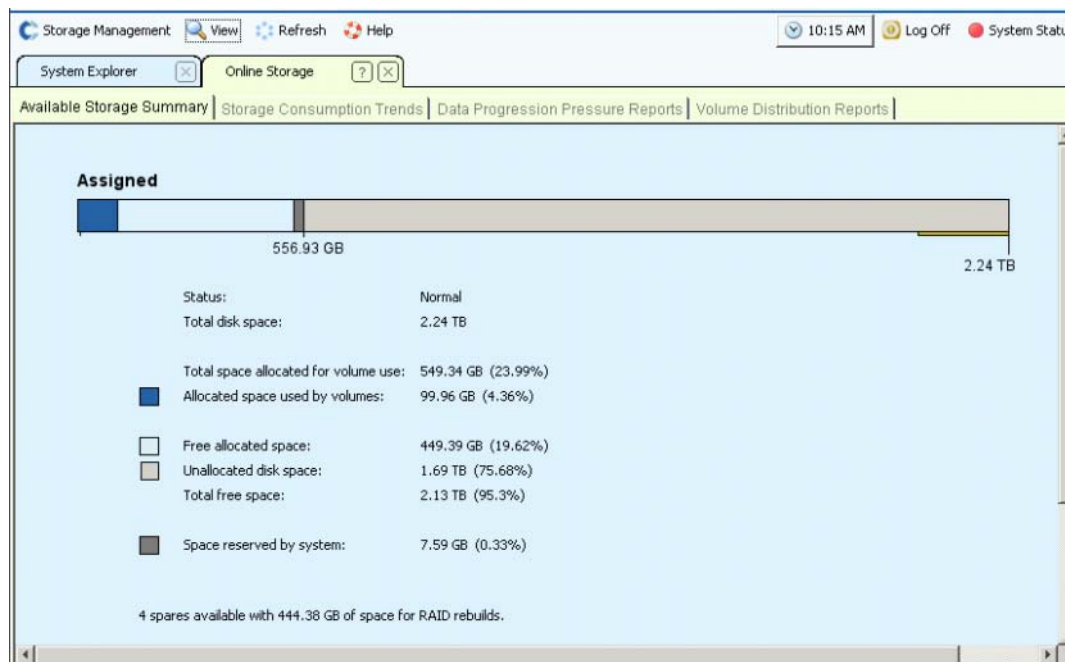 Storage Management View Refresh Help 10:15 AM Log Off System Statu
System Explorer Online Storage ?
Available Storage Summary Storage Consumption Trends Data Progression Pressure Reports Volume Distribution Reports
Assigned
556.93 GB
2.24 TB
Status: Normal
Total disk space: 2.24 TB
Total space allocated for volume use: 549.34 GB (23.99%)
Allocated space used by volumes: 99.96 GB (4.36%)
Free allocated space: 449.39 GB (19.62%)
Unallocated disk space: 1.69 TB (75.68%)
Total free space: 2.13 TB (95.3%)
Space reserved by system: 7.59 GB (0.33%)
4 spares available with 444.38 GB of space for RAID rebuilds.